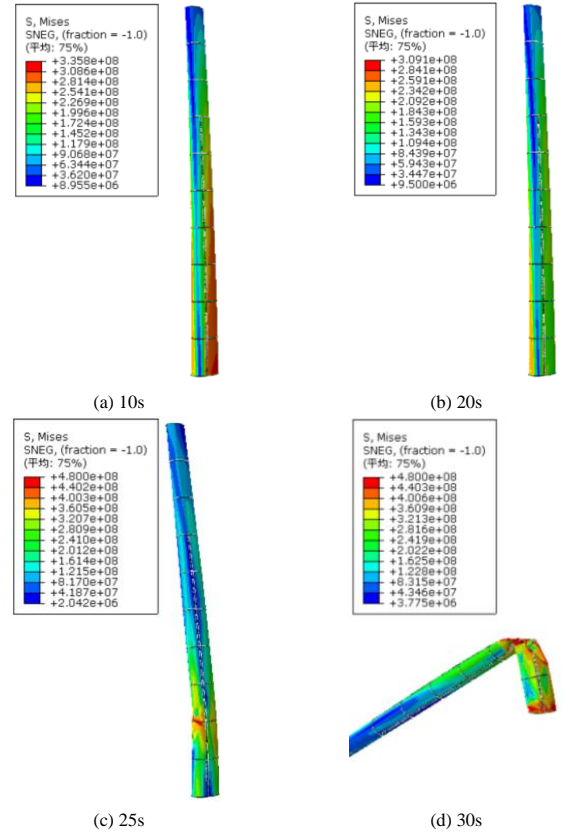 S, Mises
SNEG, (fraction = -1.0)
(平均: 75%)
+3.358e+08
+3.086e+08
+2.814e+08
+2.541e+08
+2.269e+08
+1.996e+08
+1.724e+08
+1.452e+08
+1.179e+08
+9.068e+07
+6.344e+07
+3.620e+07
+8.955e+06
(a) 10s
S, Mises
SNEG, (fraction = -1.0)
(平均: 75%)
+3.091e+08
+2.841e+08
+2.591e+08
+2.342e+08
+2.092e+08
+1.843e+08
+1.593e+08
+1.343e+08
+1.094e+08
+8.439e+07
+5.943e+07
+3.447e+07
+9.500e+06
(b) 20s
S, Mises
SNEG, (fraction = -1.0)
(平均: 75%)
+4.800e+08
+4.402e+08
+4.003e+08
+3.605e+08
+3.207e+08
+2.809e+08
+2.410e+08
+2.012e+08
+1.614e+08
+1.215e+08
+8.170e+07
+4.187e+07
+2.042e+06
(c) 25s
S, Mises
SNEG, (fraction = -1.0)
(平均: 75%)
+4.800e+08
+4.403e+08
+4.006e+08
+3.609e+08
+3.213e+08
+2.816e+08
+2.419e+08
+2.022e+08
+1.625e+08
+1.228e+08
+8.315e+07
+4.346e+07
+3.775e+06
(d) 30s